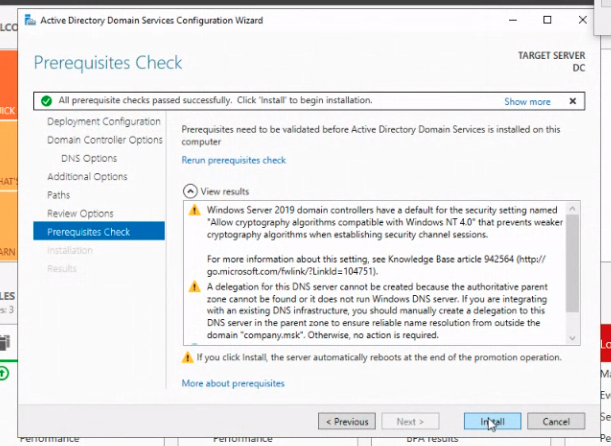 Active Directory Domain Services Configuration Wizard
Prerequisites Check
TARGET SERVER
DC
All prerequisite checks passed successfully. Click 'Install' to begin installation.
Show more
Deployment Configuration
Domain Controller Options
DNS Options
Additional Options
Paths
Review Options
Prerequisites Check
Installation
Results
Prerequisites need to be validated before Active Directory Domain Services is installed on this
computer
Rerun prerequisites check
View results
Windows Server 2019 domain controllers have a default for the security setting named
"Allow cryptography algorithms compatible with Windows NT 4.0" that prevents weaker
cryptography algorithms when establishing security channel sessions.
For more information about this setting, see Knowledge Base article 942564 (http://
go.microsoft.com/fwlink/?LinkId=104751).
A delegation for this DNS server cannot be created because the authoritative parent
zone cannot be found or it does not run Windows DNS server. If you are integrating
with an existing DNS infrastructure, you should manually create a delegation to this
DNS server in the parent zone to ensure reliable name resolution from outside the
domain "company.msk". Otherwise, no action is required.
If you click Install, the server automatically reboots at the end of the promotion operation.
More about prerequisites
< Previous
Next >
Install
Cancel
Performance
Performance
BPA results